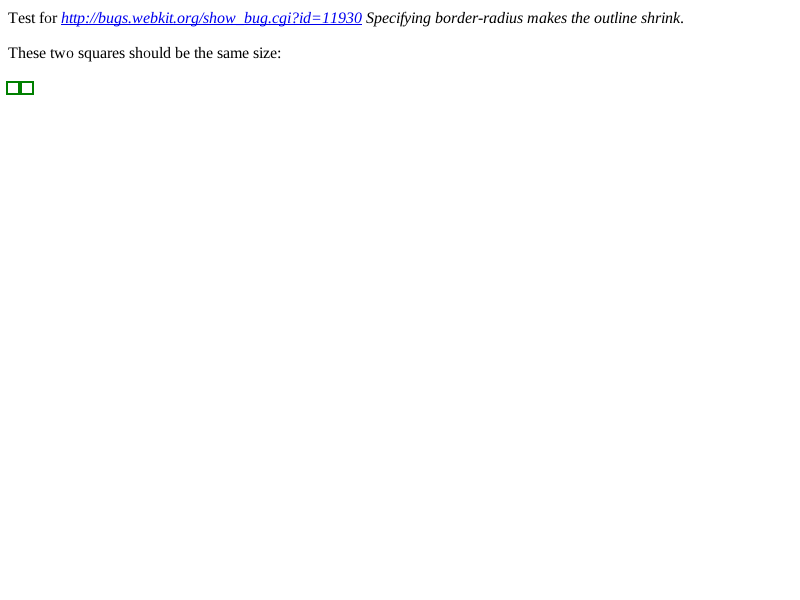 Test for http://bugs.webkit.org/show_bug.cgi?id=11930 Specifying border-radius makes the outline shrink.
These two squares should be the same size: